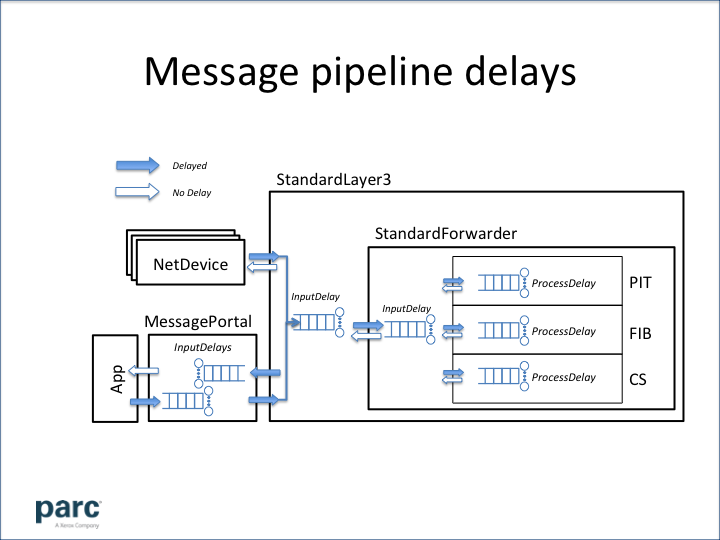 Message pipeline delays
Delayed
No Delay
StandardLayer3
StandardForwarder
NetDevice
InputDelay
InputDelay
ProcessDelay
PIT
ProcessDelay
FIB
ProcessDelay
CS
MessagePortal
InputDelays
App
parc
A Xerox Company